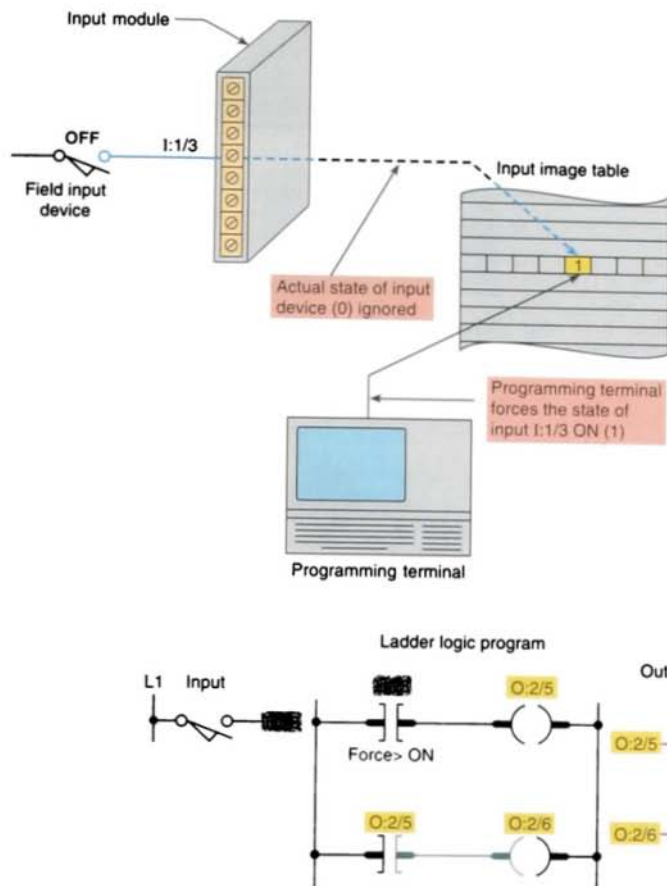 Input module
OFF
I:1/3
Field input
device
Input image table
1
Actual state of input
device (0) ignored
Programming terminal
forces the state of
input I:1/3 ON (1)
Programming terminal
Ladder logic program
L1 Input
O:2/5
Force> ON
O:2/5
O:2/5 O:2/6
O:2/6